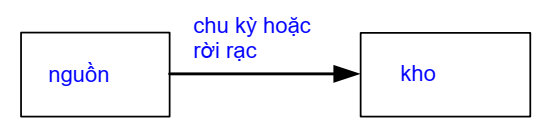 chu kỳ hoặc
rời rạc
nguồn
kho